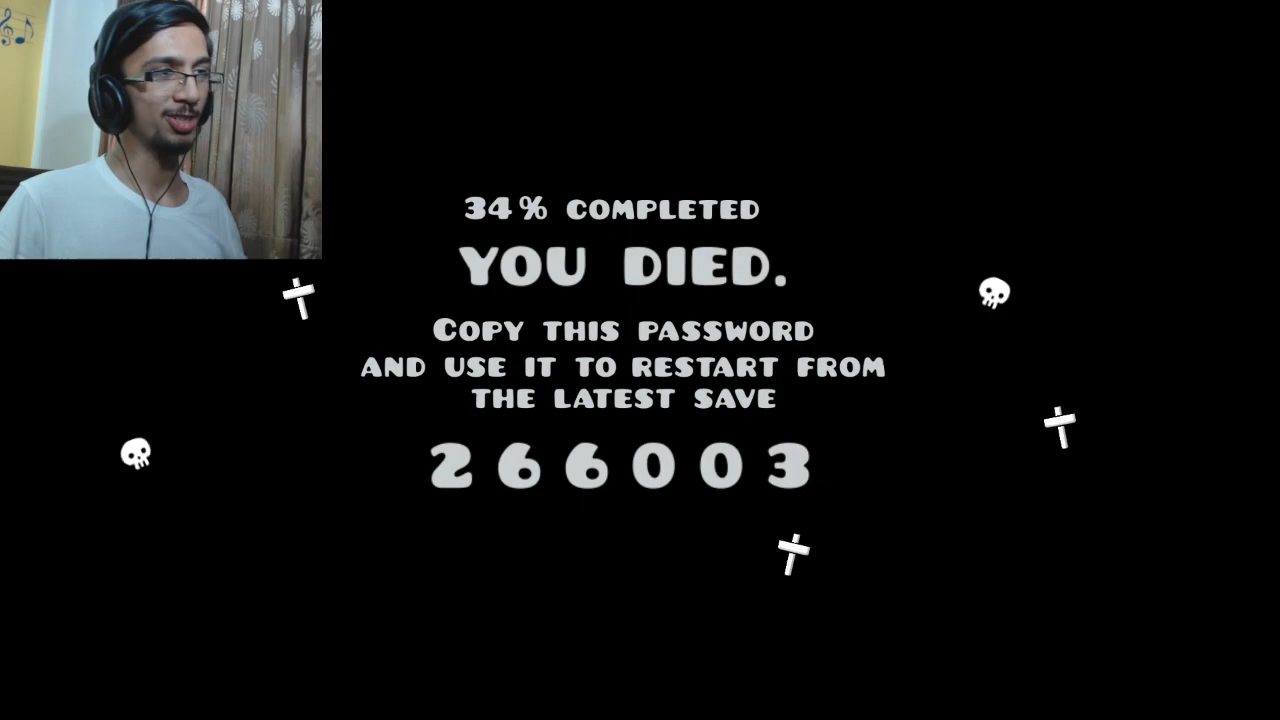 34% COMPLETED
YOU DIED.
COPY THIS PASSWORD
AND USE IT TO RESTART FROM
THE LATEST SAVE
266003